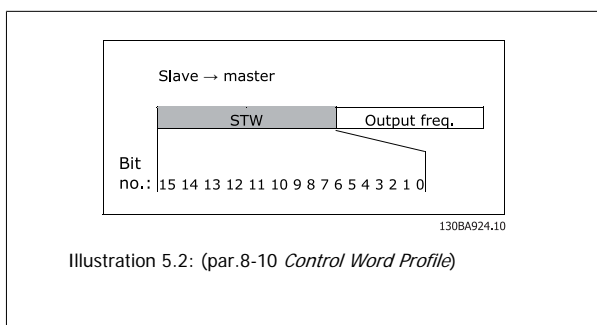 Slave → master
STW Output freq.
Bit
no.: 15 14 13 12 11 10 9 8 7 6 5 4 3 2 1 0
130BA924.10
Illustration 5.2: (par.8-10 Control Word Profile)